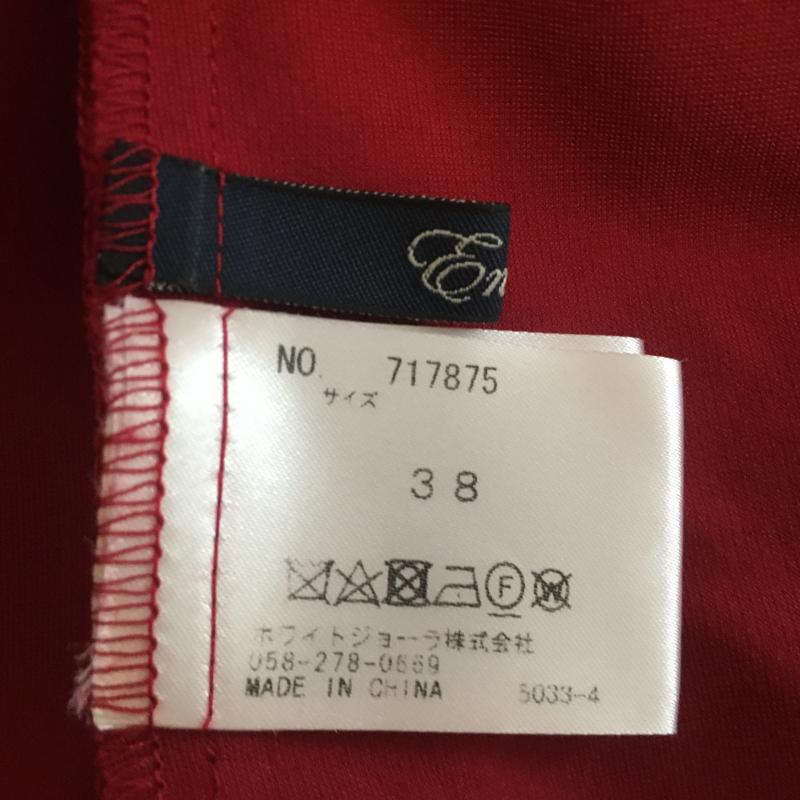 En
NO. 717875
サイズ
38
F W
ホワイトジョーラ株式会社
058-278-0669
MADE IN CHINA 5033-4